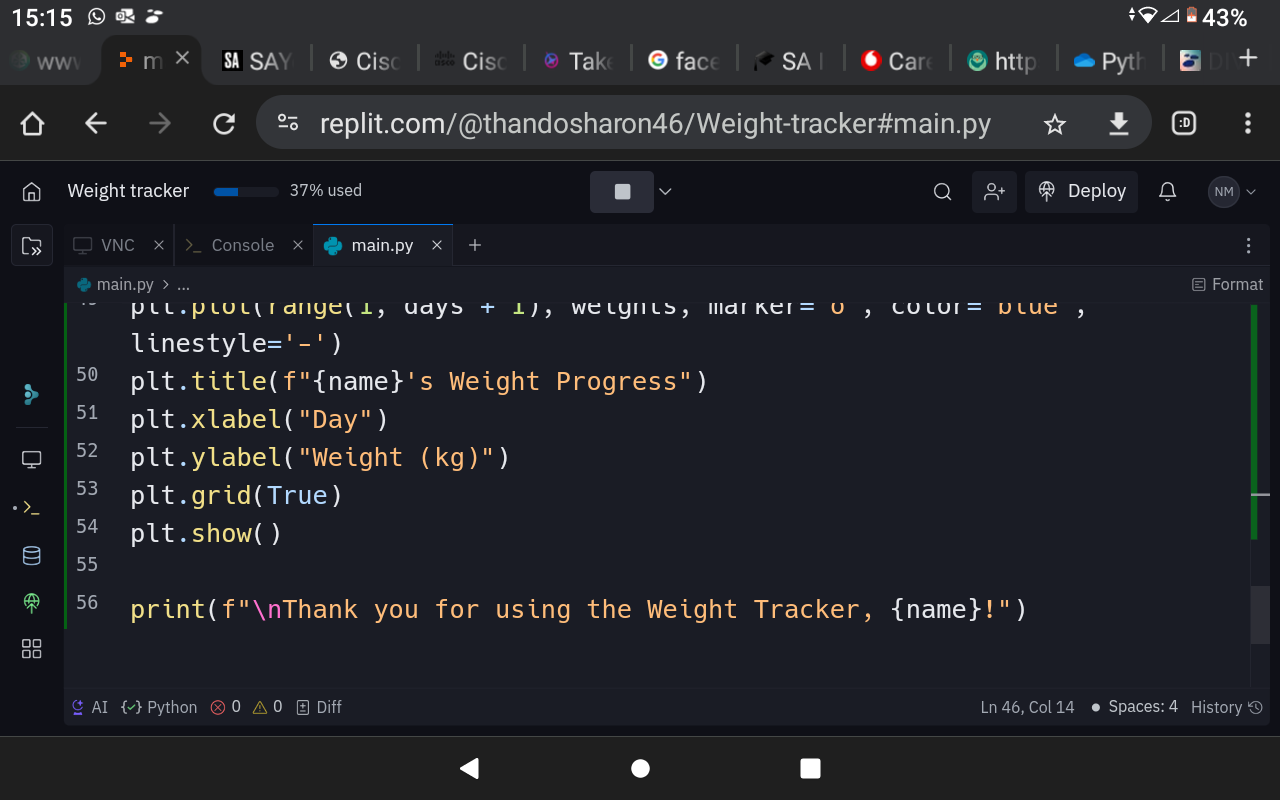 15:15 43%
www m SAY Cisc Cisc Take face SA Care http Pyth
replit.com/@thandosharon46/Weight-tracker#main.py :D
Weight tracker 37% used Deploy NM
VNC Console main.py
main.py > ... Format
plt.plot(range(1, days + 1), weights, marker='o', color='blue',
linestyle='-')
50 plt.title(f"{name}'s Weight Progress")
51 plt.xlabel("Day")
52 plt.ylabel("Weight (kg)")
53 plt.grid(True)
54 plt.show()
55
56 print(f"\nThank you for using the Weight Tracker, {name}!")
AI Python 0 0 Diff Ln 46, Col 14 Spaces: 4 History